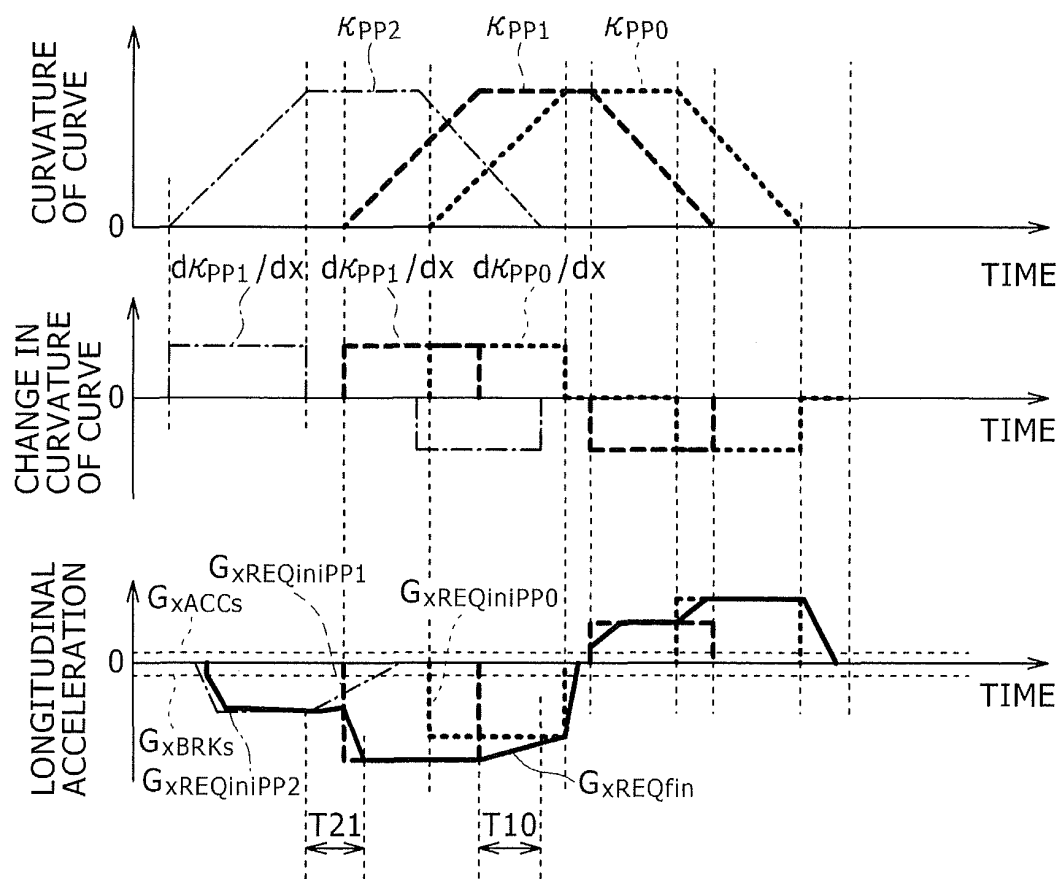 κPP2
κPP1
κPP0
CURVATURE
OF CURVE
0
TIME
dκPP1/dx
dκPP1/dx
dκPP0/dx
CHANGE IN
CURVATURE
OF CURVE
0
TIME
GxREQiniPP1
GxACCs
GxREQiniPP0
LONGITUDINAL
ACCELERATION
0
TIME
GxBRKs
GxREQiniPP2
GxREQfin
T21
T10